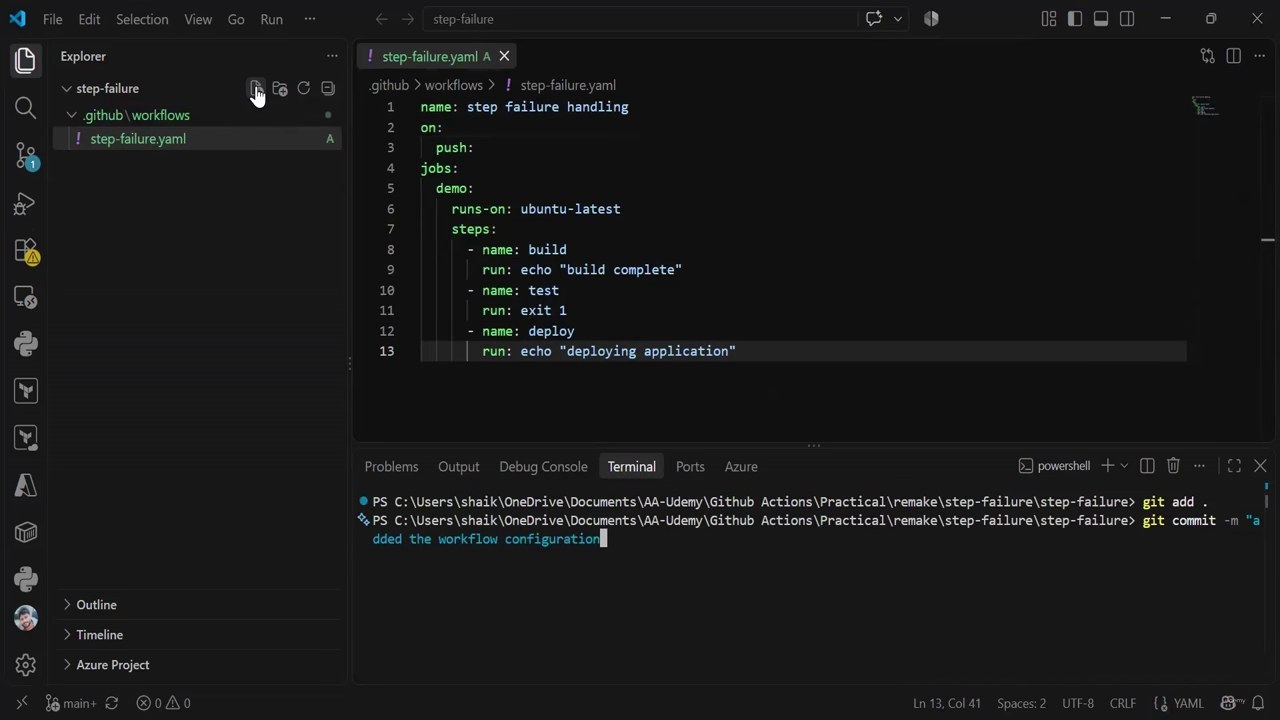 File Edit Selection View Go Run ···
step-failure
Explorer
step-failure
.github\workflows
! step-failure.yaml A
Outline
Timeline
Azure Project
! step-failure.yaml A
.github > workflows > ! step-failure.yaml
1 name: step failure handling
2 on:
3 push:
4 jobs:
5 demo:
6 runs-on: ubuntu-latest
7 steps:
8 - name: build
9 run: echo "build complete"
10 - name: test
11 run: exit 1
12 - name: deploy
13 run: echo "deploying application"
Problems Output Debug Console Terminal Ports Azure
powershell
PS C:\Users\shaik\OneDrive\Documents\AA-Udemy\Github Actions\Practical\remake\step-failure\step-failure> git add .
PS C:\Users\shaik\OneDrive\Documents\AA-Udemy\Github Actions\Practical\remake\step-failure\step-failure> git commit -m "a
dded the workflow configuration
1
main+ 0 0
Ln 13, Col 41 Spaces: 2 UTF-8 CRLF {} YAML